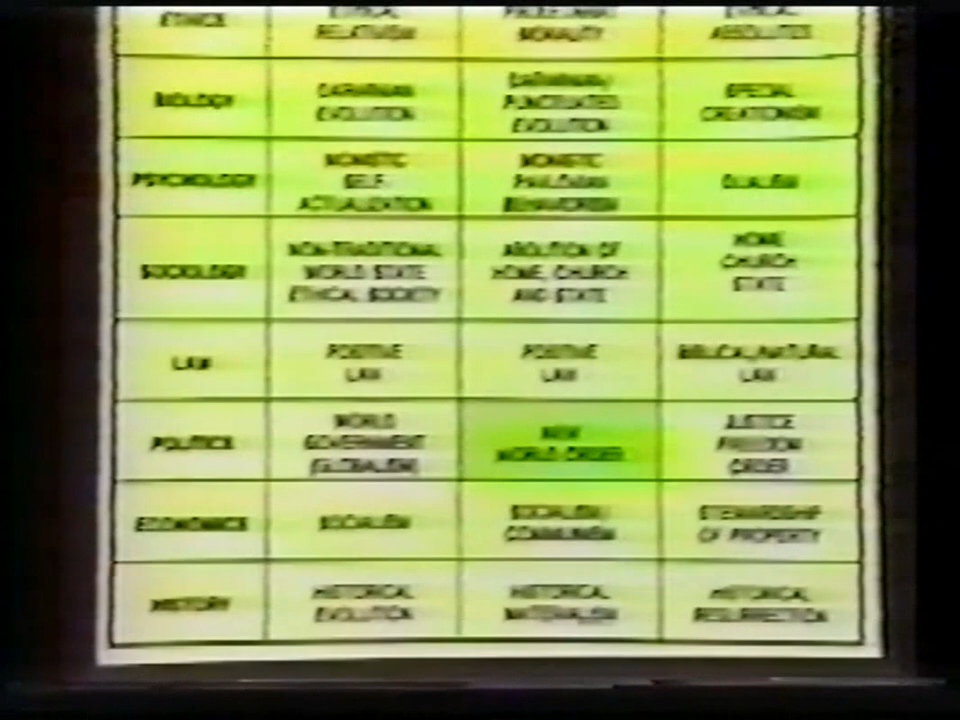 ETHICS
ETHICAL
RELATIVISM
PROLETARIAT
MORALITY
ETHICAL
ABSOLUTES
BIOLOGY
DARWINIAN
EVOLUTION
DARWINIAN/
PUNCTUATED
EVOLUTION
SPECIAL
CREATIONISM
PSYCHOLOGY
MONISTIC
SELF-
ACTUALIZATION
MONISTIC
PAVLOVIAN
BEHAVIORISM
DUALISM
SOCIOLOGY
NON-TRADITIONAL
WORLD STATE
ETHICAL SOCIETY
ABOLITION OF
HOME, CHURCH
AND STATE
HOME
CHURCH
STATE
LAW
POSITIVE
LAW
POSITIVE
LAW
BIBLICAL/NATURAL
LAW
POLITICS
WORLD
GOVERNMENT
(GLOBALISM)
NEW
WORLD ORDER
JUSTICE
FREEDOM
ORDER
ECONOMICS
SOCIALISM
SOCIALISM/
COMMUNISM
STEWARDSHIP
OF PROPERTY
HISTORY
HISTORICAL
EVOLUTION
HISTORICAL
MATERIALISM
HISTORICAL
RESURRECTION